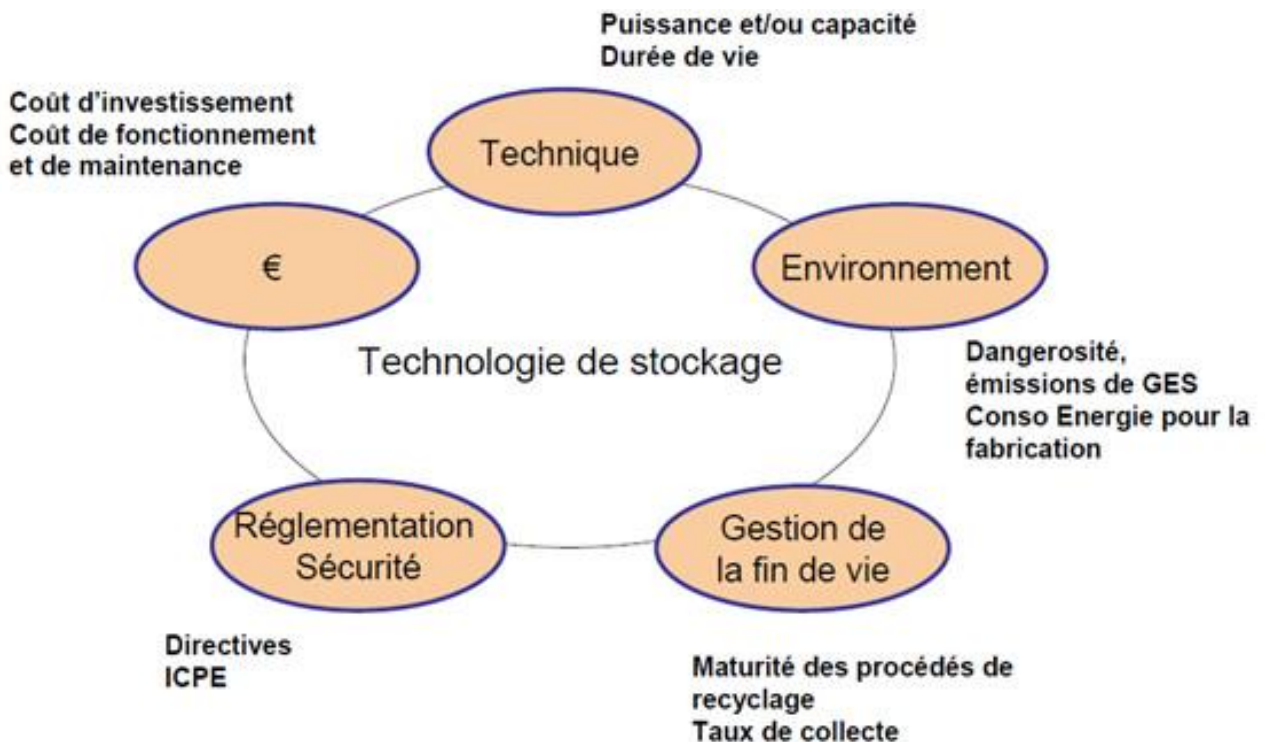 Puissance et/ou capacité
Durée de vie
Coût d'investissement
Coût de fonctionnement
et de maintenance
Technique
€
Environnement
Technologie de stockage
Dangerosité,
émissions de GES
Conso Energie pour la
fabrication
Réglementation
Sécurité
Gestion de
la fin de vie
Directives
ICPE
Maturité des procédés de
recyclage
Taux de collecte